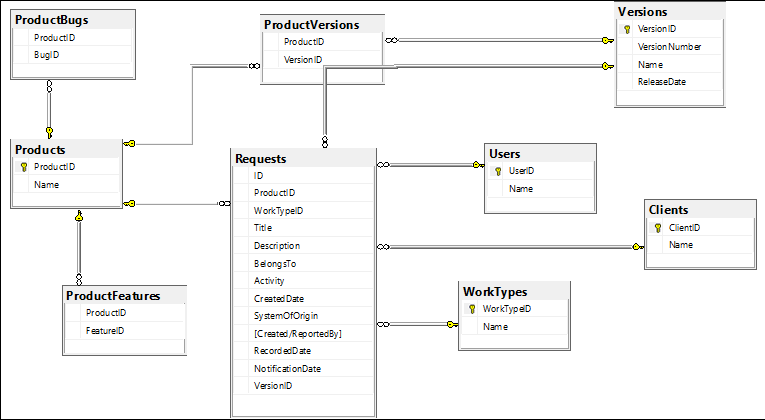 ProductBugs
ProductID
BugID
ProductVersions
ProductID
VersionID
Versions
VersionID
VersionNumber
Name
ReleaseDate
Products
ProductID
Name
Requests
ID
ProductID
WorkTypeID
Title
Description
BelongsTo
Activity
CreatedDate
SystemOfOrigin
[Created/ReportedBy]
RecordedDate
NotificationDate
VersionID
Users
UserID
Name
Clients
ClientID
Name
ProductFeatures
ProductID
FeatureID
WorkTypes
WorkTypeID
Name